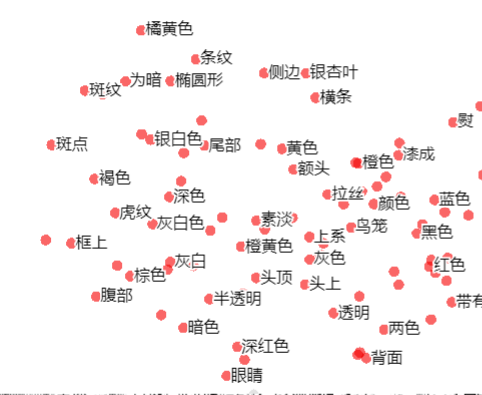 橘黄色
条纹
侧边
银杏叶
为暗
椭圆形
斑纹
横条
熨
银白色
斑点
尾部
黄色
漆成
橙色
额头
褐色
深色
拉丝
蓝色
颜色
虎纹
灰白色
素淡
鸟笼
黑色
上系
框上
橙黄色
灰白
灰色
红色
棕色
头顶
头上
腹部
半透明
带有
透明
暗色
两色
深红色
背面
眼睛